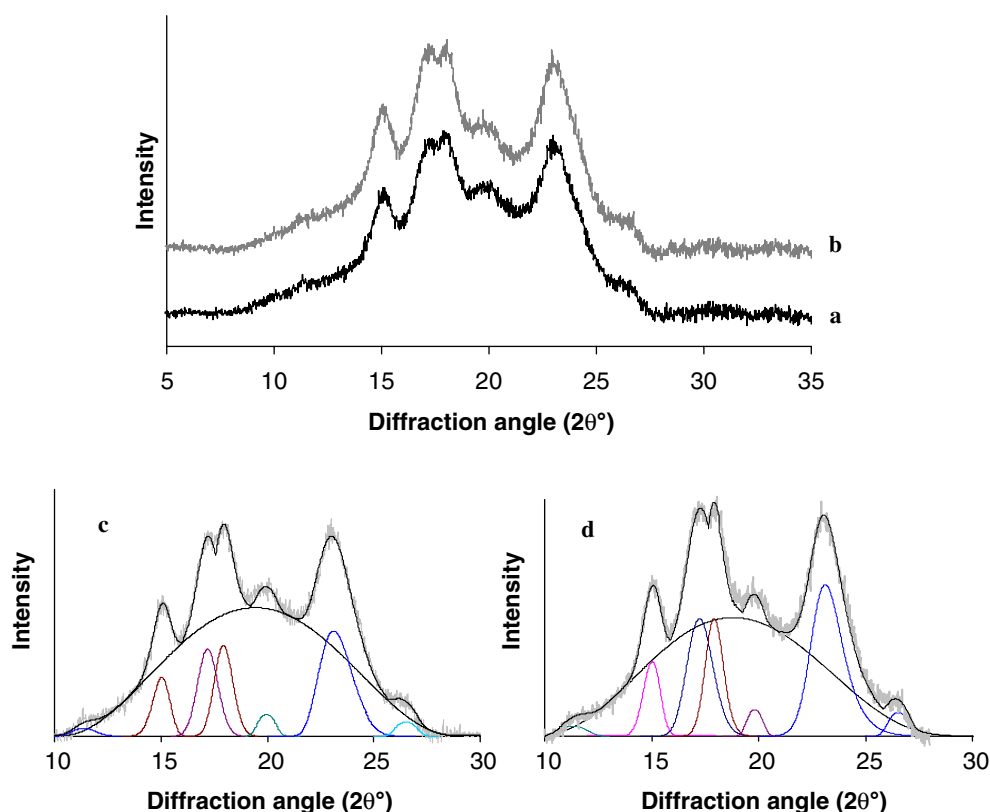 Intensity
b
a
5 10 15 20 25 30 35
Diffraction angle (2θ°)
c
Intensity
10 15 20 25 30
Diffraction angle (2θ°)
d
Intensity
10 15 20 25 30
Diffraction angle (2θ°)